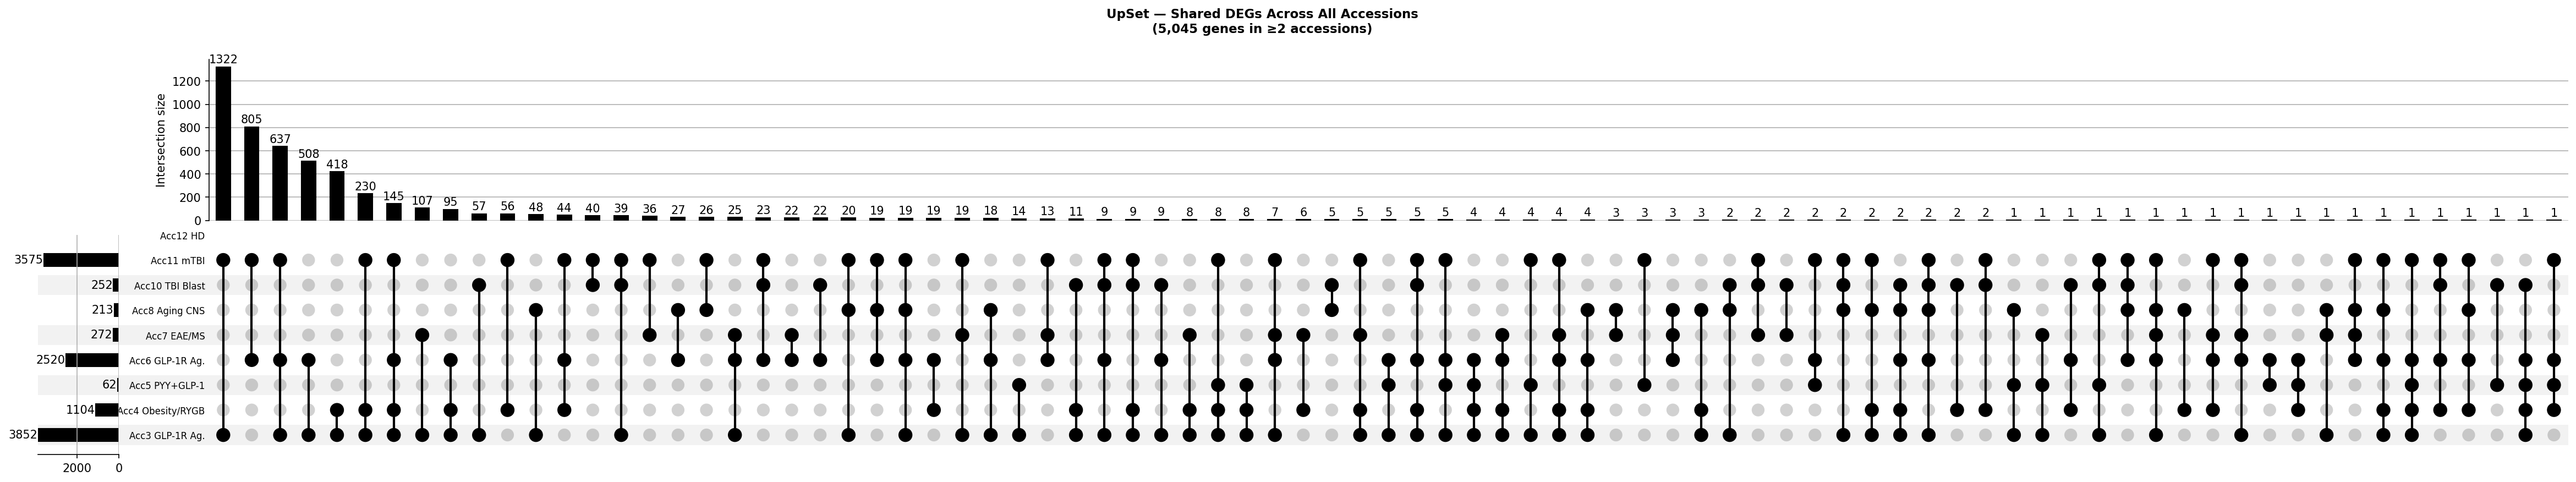 UpSet — Shared DEGs Across All Accessions
(5,045 genes in ≥2 accessions)
Intersection size
1200
1000
800
600
400
200
0
1322 805 637 508 418 230 145 107 95 57 56 48 44 40 39 36 27 26 25 23 22 22 20 19 19 19 19 18 14 13 11 9 9 9 8 8 8 7 6 5 5 5 5 5 4 4 4 4 4 3 3 3 3 2 2 2 2 2 2 2 2 2 2 1 1 1 1 1 1 1 1 1 1 1 1 1 1 1 1 1 1 1 1
Acc12 HD
3575 Acc11 mTBI
252 Acc10 TBI Blast
213 Acc8 Aging CNS
272 Acc7 EAE/MS
2520 Acc6 GLP-1R Ag.
62 Acc5 PYY+GLP-1
1104 Acc4 Obesity/RYGB
3852 Acc3 GLP-1R Ag.
2000 0